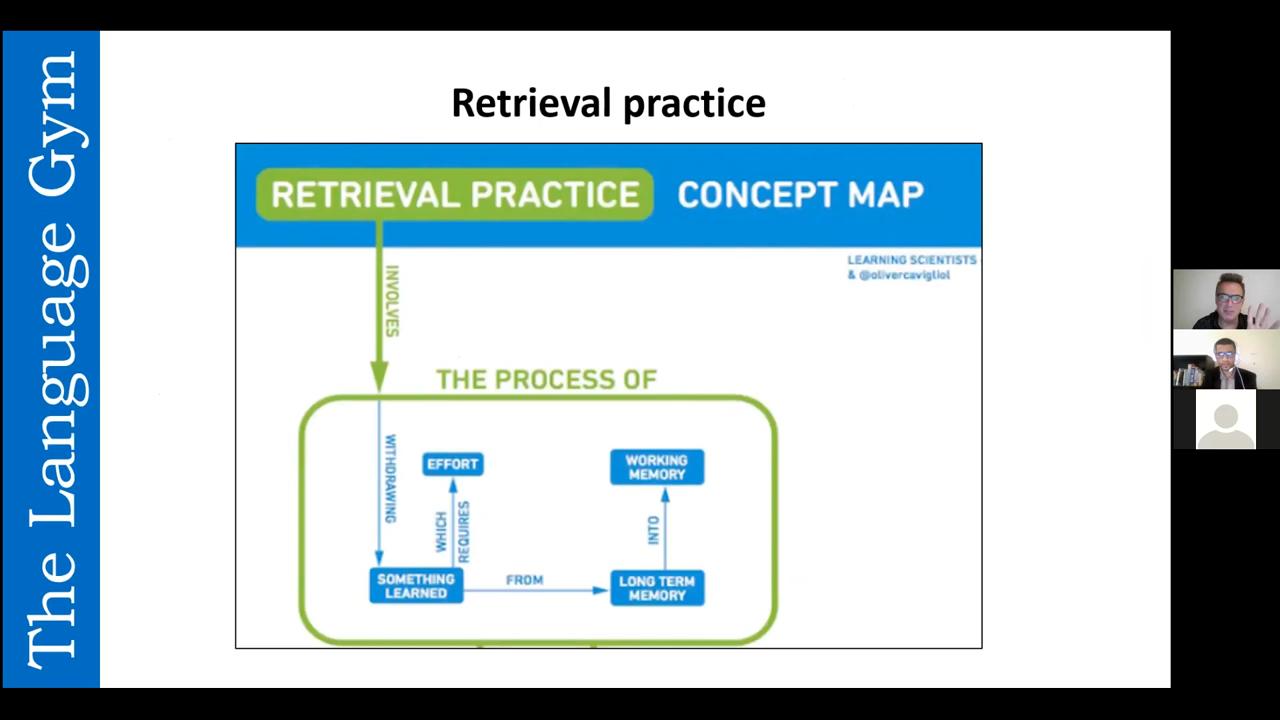 The Language Gym
Retrieval practice
RETRIEVAL PRACTICE CONCEPT MAP
LEARNING SCIENTISTS
& @olivercavigliol
INVOLVES
THE PROCESS OF
WITHDRAWING
EFFORT
WHICH
REQUIRES
WORKING
MEMORY
INTO
SOMETHING
LEARNED
FROM
LONG TERM
MEMORY